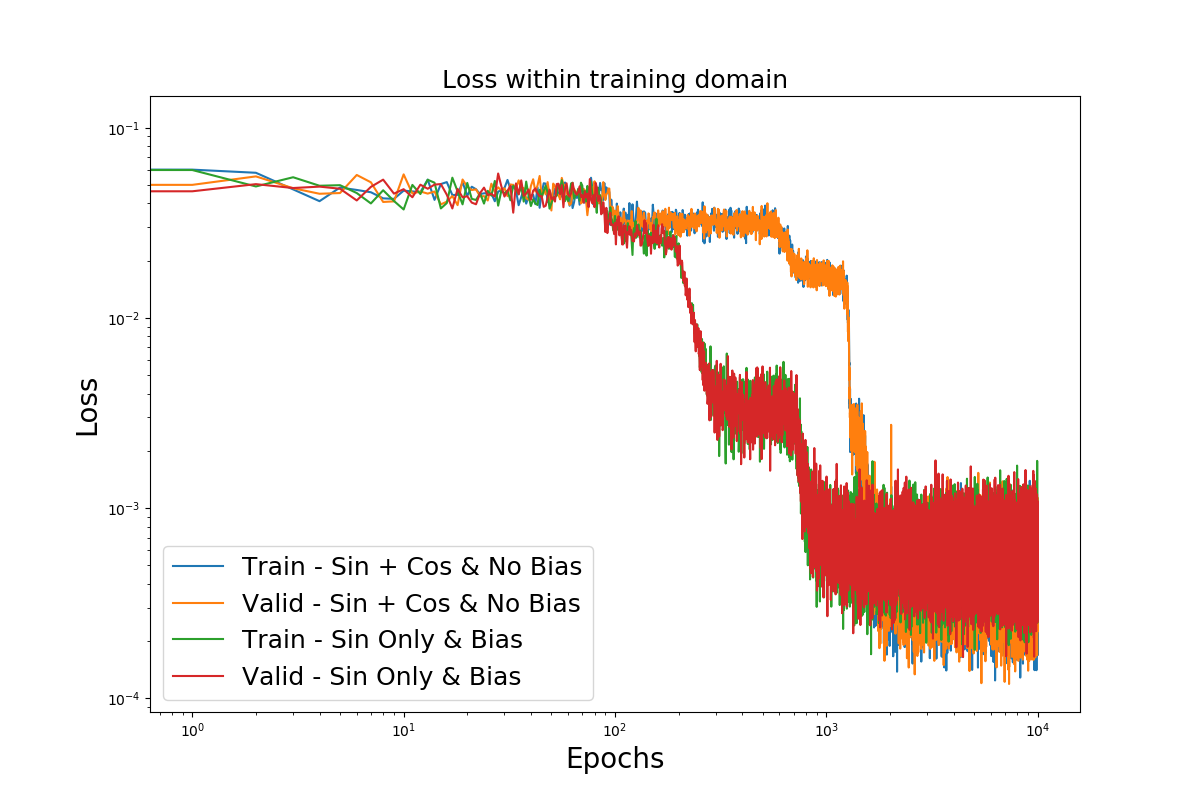 Loss within training domain
Loss
10⁻¹
10⁻²
10⁻³
10⁻⁴
Train - Sin + Cos & No Bias
Valid - Sin + Cos & No Bias
Train - Sin Only & Bias
Valid - Sin Only & Bias
10⁰ 10¹ 10² 10³ 10⁴
Epochs